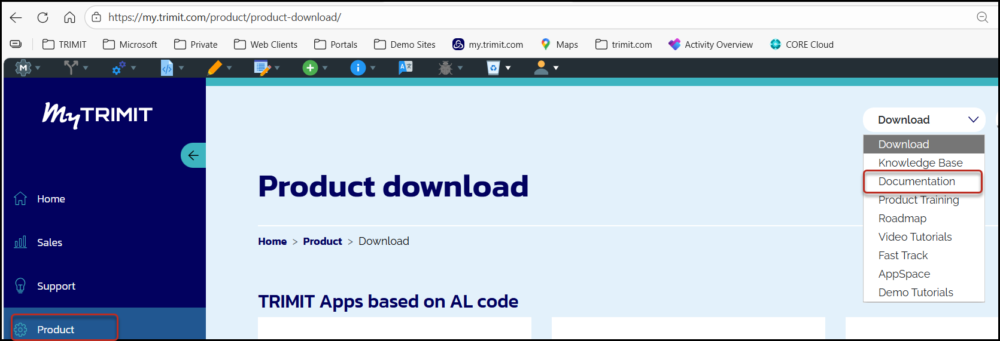 https://my.trimit.com/product/product-download/
TRIMIT Microsoft Private Web Clients Portals Demo Sites my.trimit.com Maps trimit.com Activity Overview CORE Cloud
M
My TRIMIT
Home
Sales
Support
Product
Download
Download
Knowledge Base
Documentation
Product Training
Roadmap
Video Tutorials
Fast Track
AppSpace
Demo Tutorials
Product download
Home > Product > Download
TRIMIT Apps based on AL code